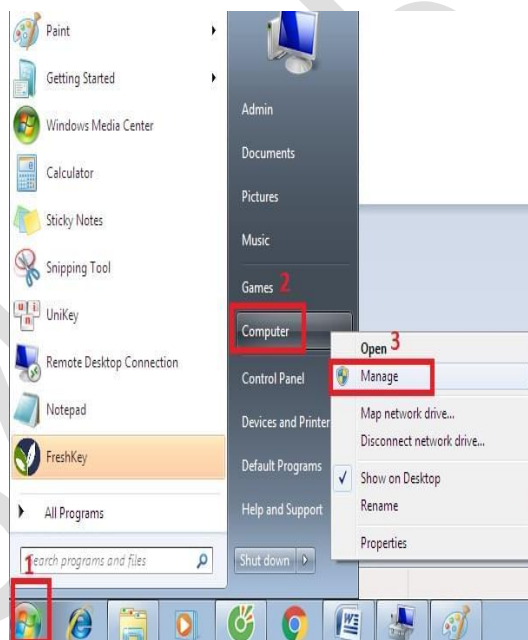 Paint
Getting Started
Windows Media Center
Calculator
Sticky Notes
Snipping Tool
UniKey
Remote Desktop Connection
Notepad
FreshKey
All Programs
1
Search programs and files
Admin
Documents
Pictures
Music
Games 2
Computer
Control Panel
Devices and Printer
Default Programs
Help and Support
Shut down
Open 3
Manage
Map network drive...
Disconnect network drive...
Show on Desktop
Rename
Properties